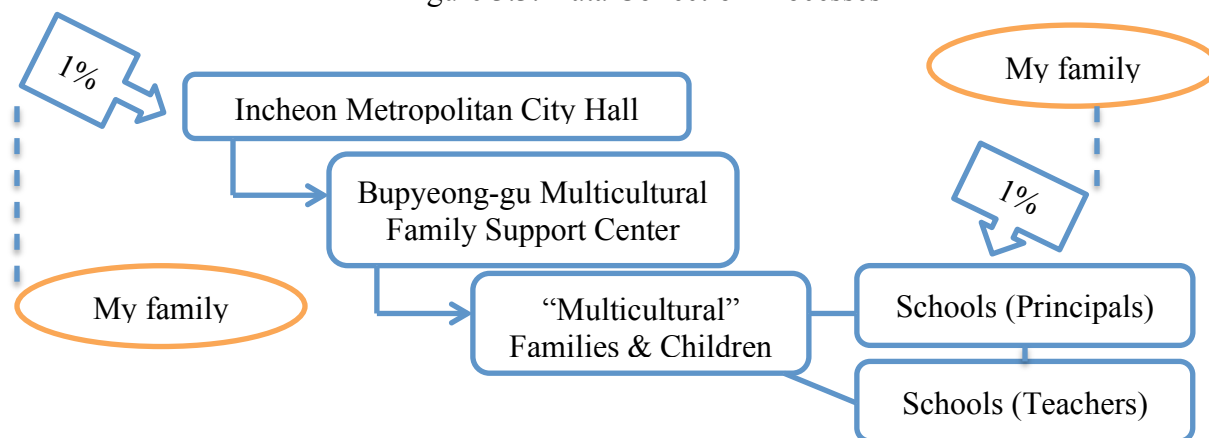 1%
My family
Incheon Metropolitan City Hall
1%
Bupyeong-gu Multicultural
Family Support Center
My family
“Multicultural”
Families & Children
Schools (Principals)
Schools (Teachers)